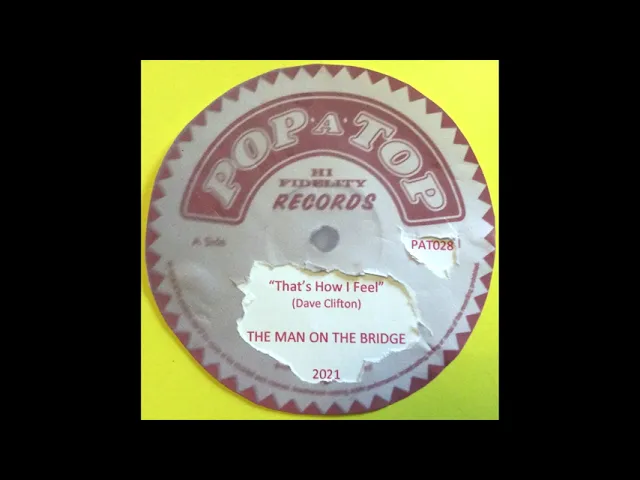 POP·A·TOP
HI
FIDELITY
RECORDS
A Side
PAT028
"That's How I Feel"
(Dave Clifton)
THE MAN ON THE BRIDGE
2021